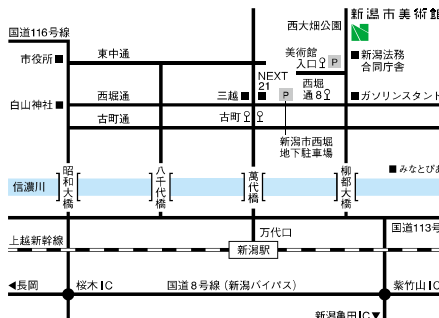 新潟市美術館
西大畑公園
国道116号線
市役所
東中通
美術館
入口
P
新潟法務
合同庁舎
NEXT
21
白山神社
西堀通
三越
P
西堀
通8
ガソリンスタンド
古町通
古町
新潟市西堀
地下駐車場
昭和大橋
八千代橋
萬代橋
柳都大橋
みなとぴあ
信濃川
国道113号
万代口
上越新幹線
新潟駅
長岡
桜木IC
国道8号線(新潟バイパス)
紫竹山IC
新潟亀田IC